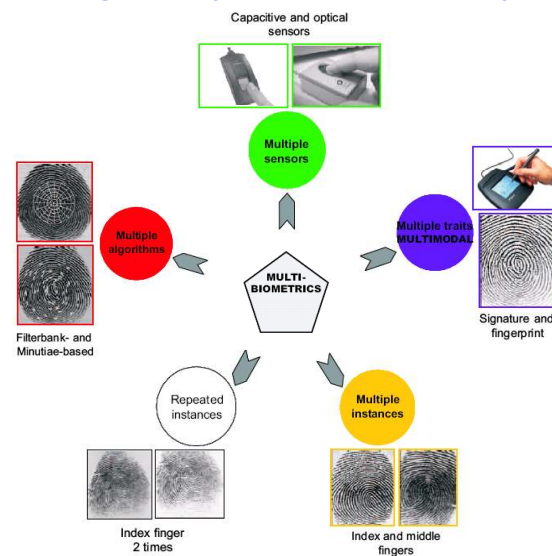 Capacitive and optical
sensors
Multiple
sensors
Multiple
algorithms
Filterbank- and
Minutiae-based
Multiple traits
MULTIMODAL
Signature and
fingerprint
MULTI-
BIOMETRICS
Repeated
instances
Index finger
2 times
Multiple
instances
Index and middle
fingers